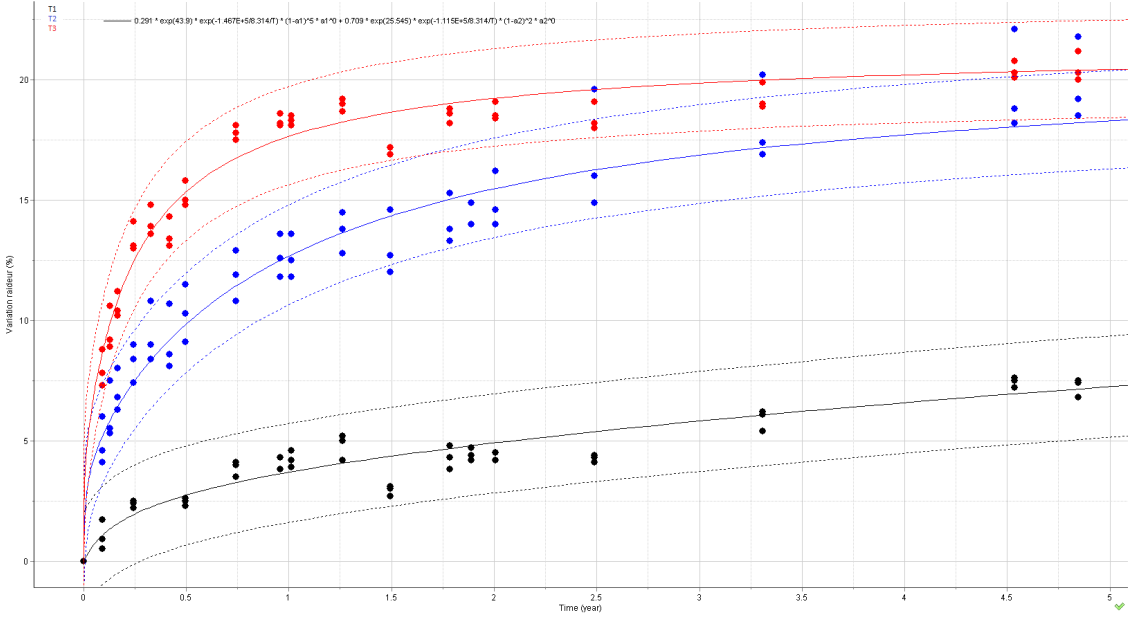 T1
T2
T3
0.291 * exp(43.9) * exp(-1.467E+5/8.314/T) * (1-a1)^5 * a1^0 + 0.709 * exp(25.545) * exp(-1.115E+5/8.314/T) * (1-a2)^2 * a2^0
20
15
10
5
0
Variation raideur (%)
0 0.5 1 1.5 2 2.5 3 3.5 4 4.5 5
Time (year)